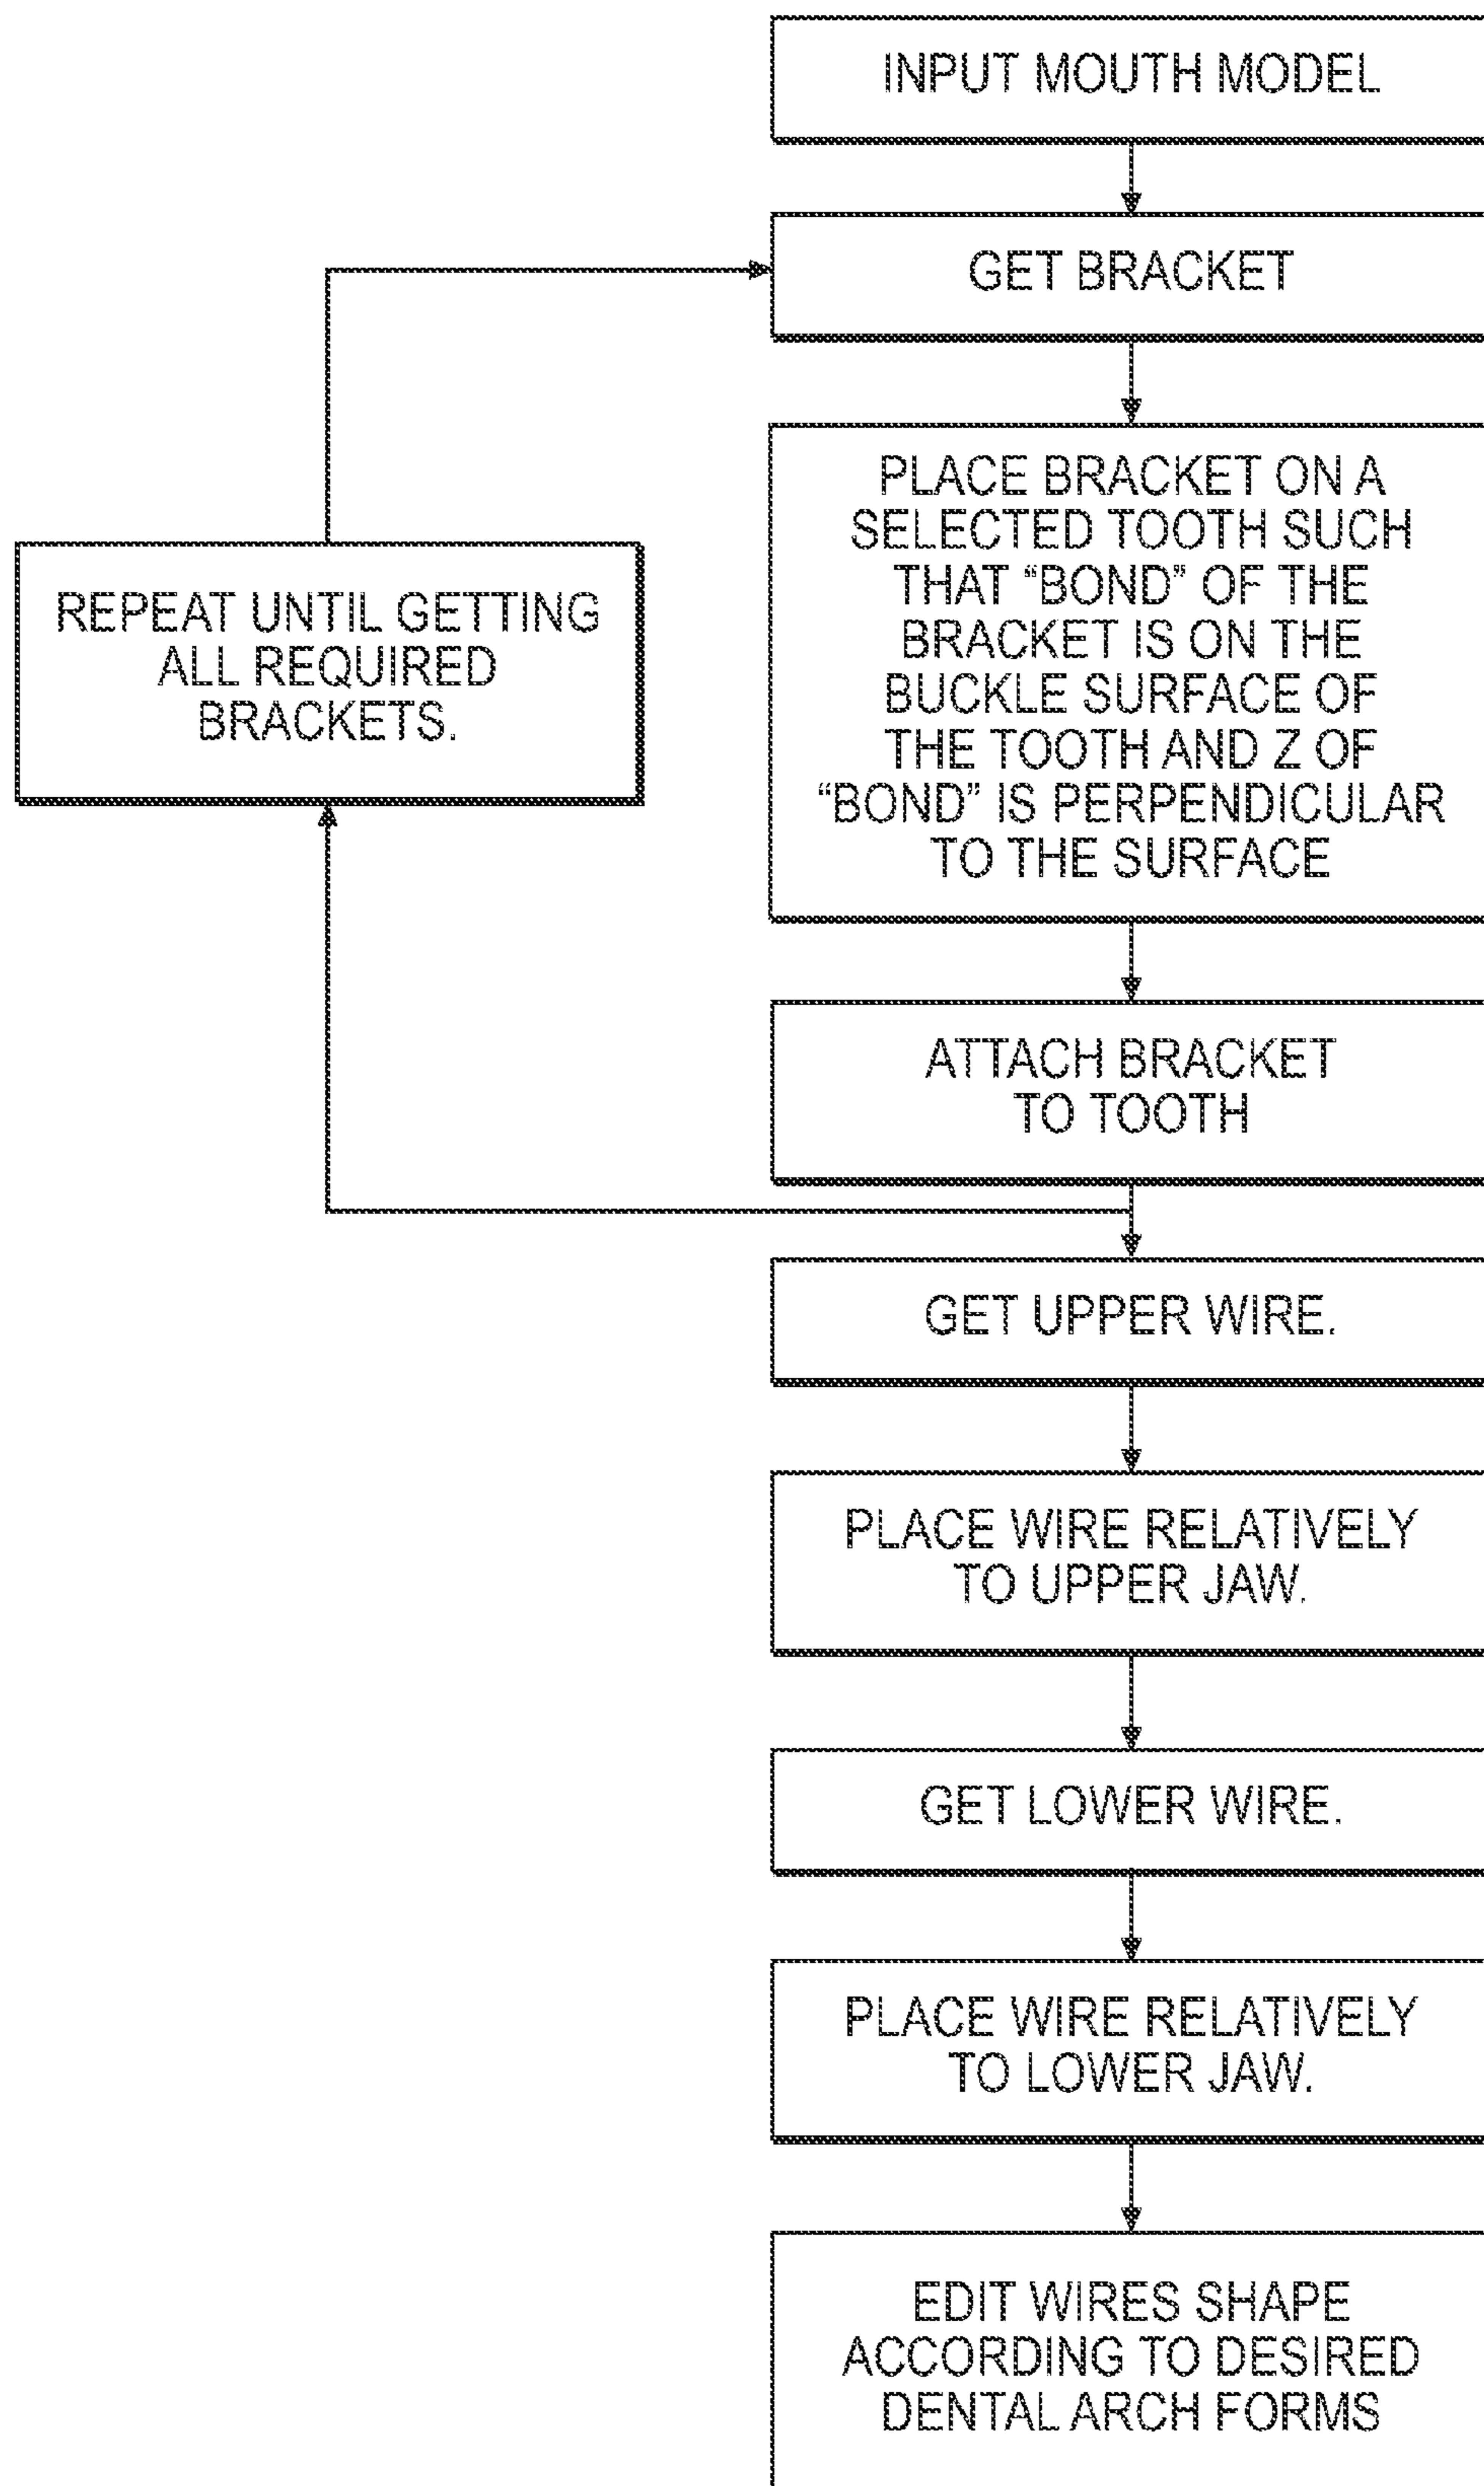 INPUT MOUTH MODEL
GET BRACKET
PLACE BRACKET ON A
SELECTED TOOTH SUCH
THAT “BOND” OF THE
BRACKET IS ON THE
BUCKLE SURFACE OF
THE TOOTH AND Z OF
“BOND” IS PERPENDICULAR
TO THE SURFACE
REPEAT UNTIL GETTING
ALL REQUIRED
BRACKETS.
ATTACH BRACKET
TO TOOTH
GET UPPER WIRE.
PLACE WIRE RELATIVELY
TO UPPER JAW.
GET LOWER WIRE.
PLACE WIRE RELATIVELY
TO LOWER JAW.
EDIT WIRES SHAPE
ACCORDING TO DESIRED
DENTAL ARCH FORMS